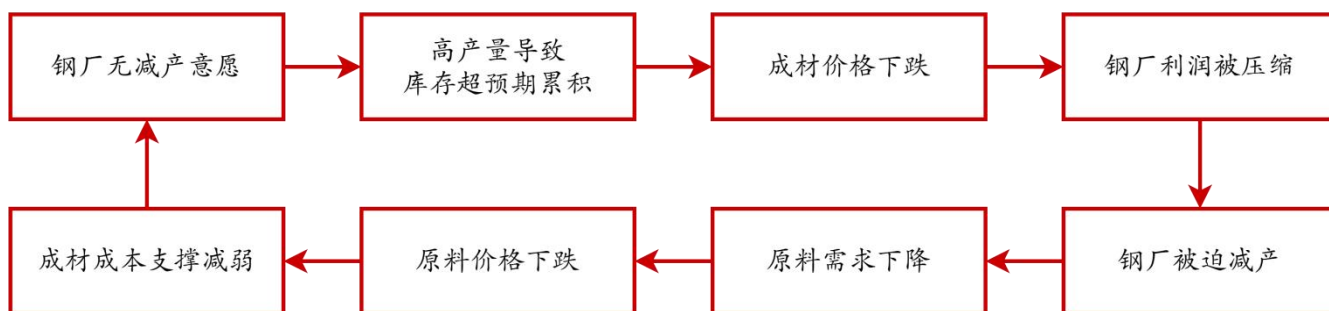 钢厂无减产意愿
高产量导致
库存超预期累积
成材价格下跌
钢厂利润被压缩
成材成本支撑减弱
原料价格下跌
原料需求下降
钢厂被迫减产